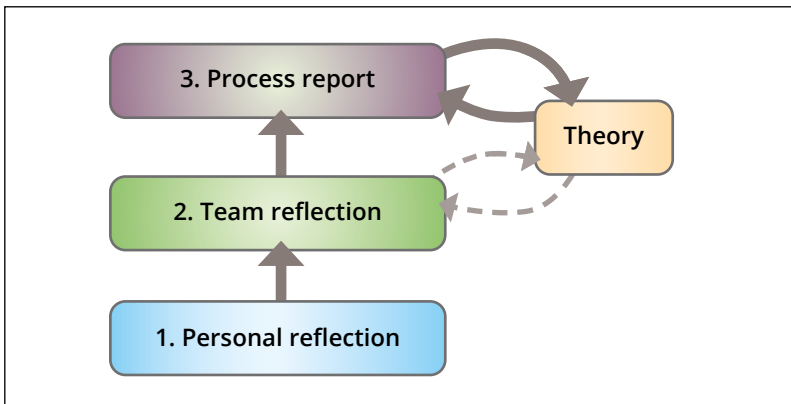 3. Process report
Theory
2. Team reflection
1. Personal reflection